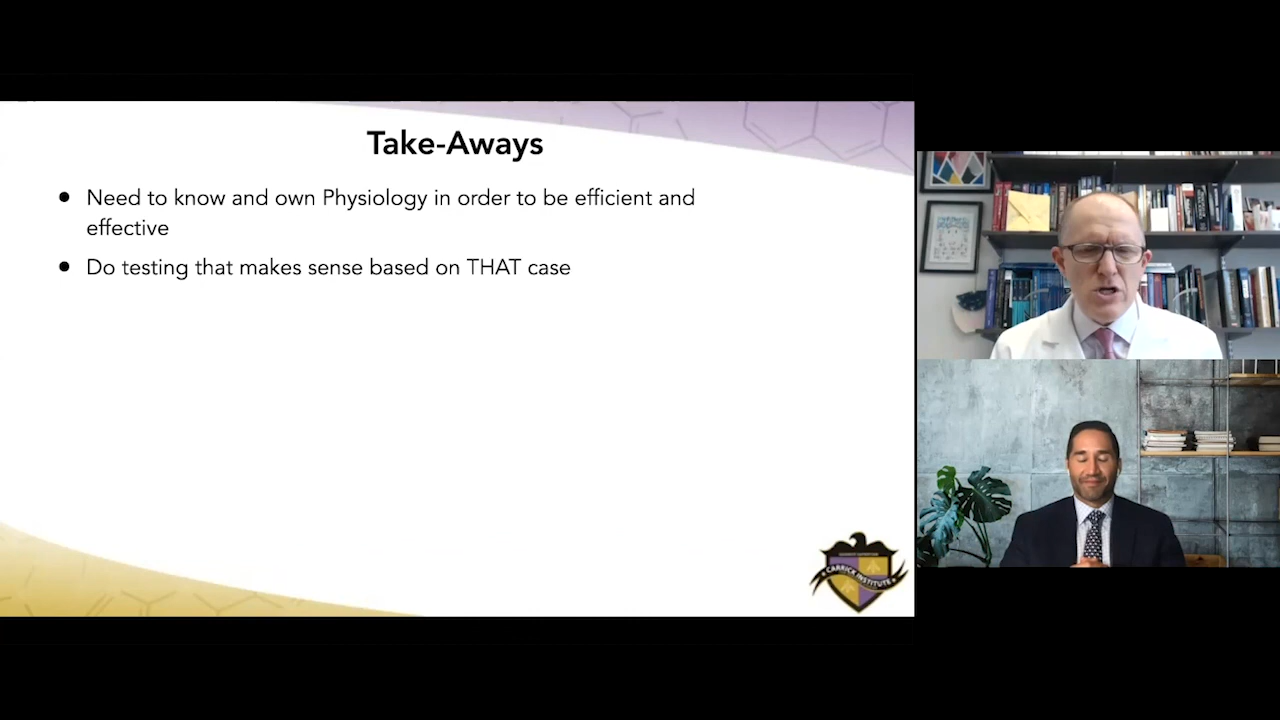 Take-Aways
● Need to know and own Physiology in order to be efficient and
effective
● Do testing that makes sense based on THAT case
CARRICK INSTITUTE